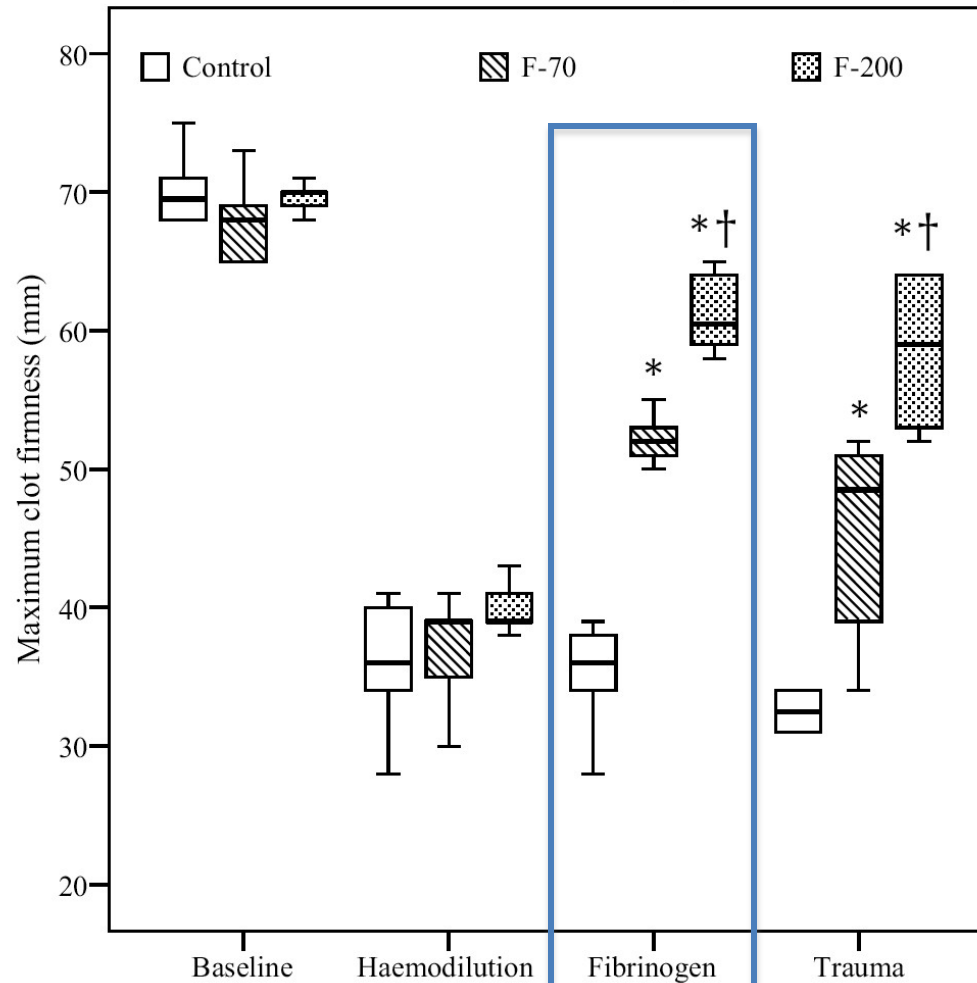 80
Control
F-70
F-200
70
* †
* †
60
*
*
50
40
30
20
Maximum clot firmness (mm)
Baseline
Haemodilution
Fibrinogen
Trauma